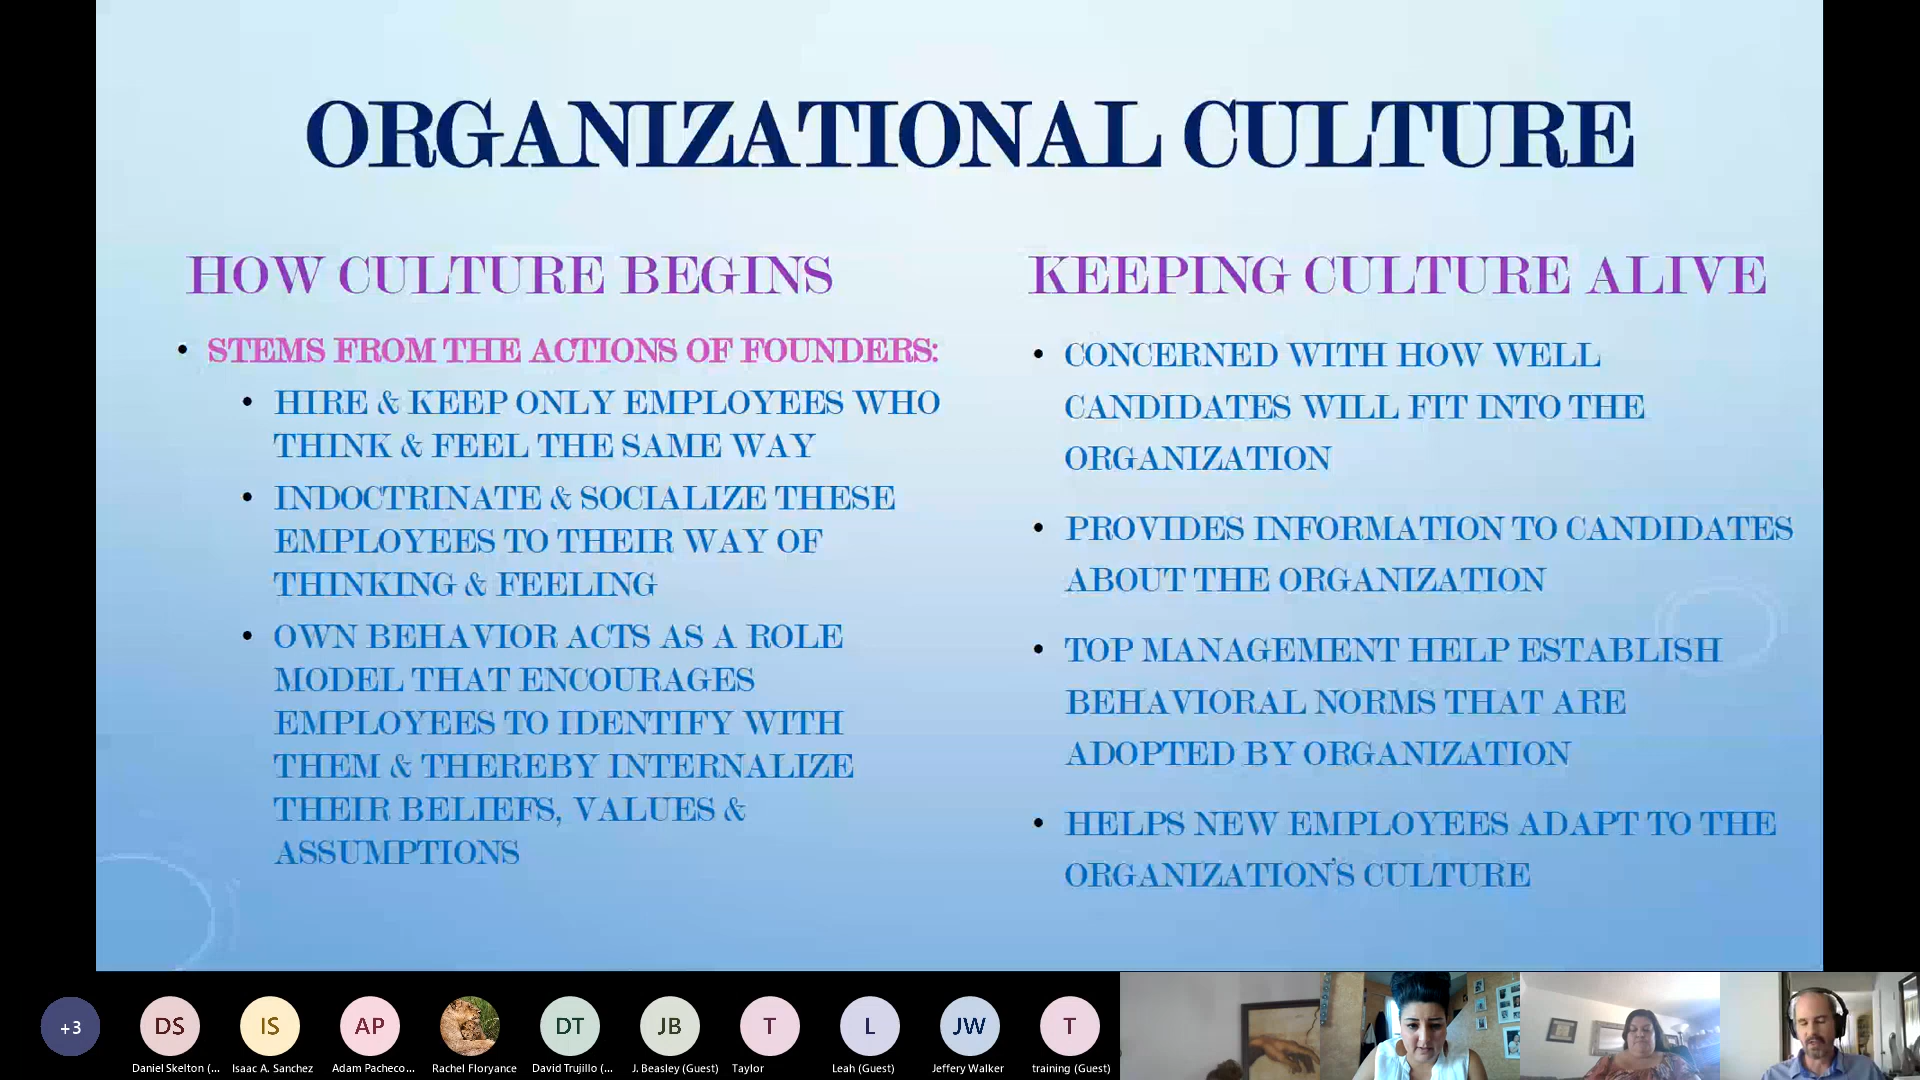 ORGANIZATIONAL CULTURE
HOW CULTURE BEGINS
• STEMS FROM THE ACTIONS OF FOUNDERS:
• HIRE & KEEP ONLY EMPLOYEES WHO
THINK & FEEL THE SAME WAY
• INDOCTRINATE & SOCIALIZE THESE
EMPLOYEES TO THEIR WAY OF
THINKING & FEELING
• OWN BEHAVIOR ACTS AS A ROLE
MODEL THAT ENCOURAGES
EMPLOYEES TO IDENTIFY WITH
THEM & THEREBY INTERNALIZE
THEIR BELIEFS, VALUES &
ASSUMPTIONS
KEEPING CULTURE ALIVE
• CONCERNED WITH HOW WELL
CANDIDATES WILL FIT INTO THE
ORGANIZATION
• PROVIDES INFORMATION TO CANDIDATES
ABOUT THE ORGANIZATION
• TOP MANAGEMENT HELP ESTABLISH
BEHAVIORAL NORMS THAT ARE
ADOPTED BY ORGANIZATION
• HELPS NEW EMPLOYEES ADAPT TO THE
ORGANIZATION'S CULTURE
+3
DS
IS
AP
DT
JB
T
L
JW
T
Daniel Skelton (...
Isaac A. Sanchez
Adam Pacheco...
Rachel Floryance
David Trujillo (...
J. Beasley (Guest)
Taylor
Leah (Guest)
Jeffery Walker
training (Guest)